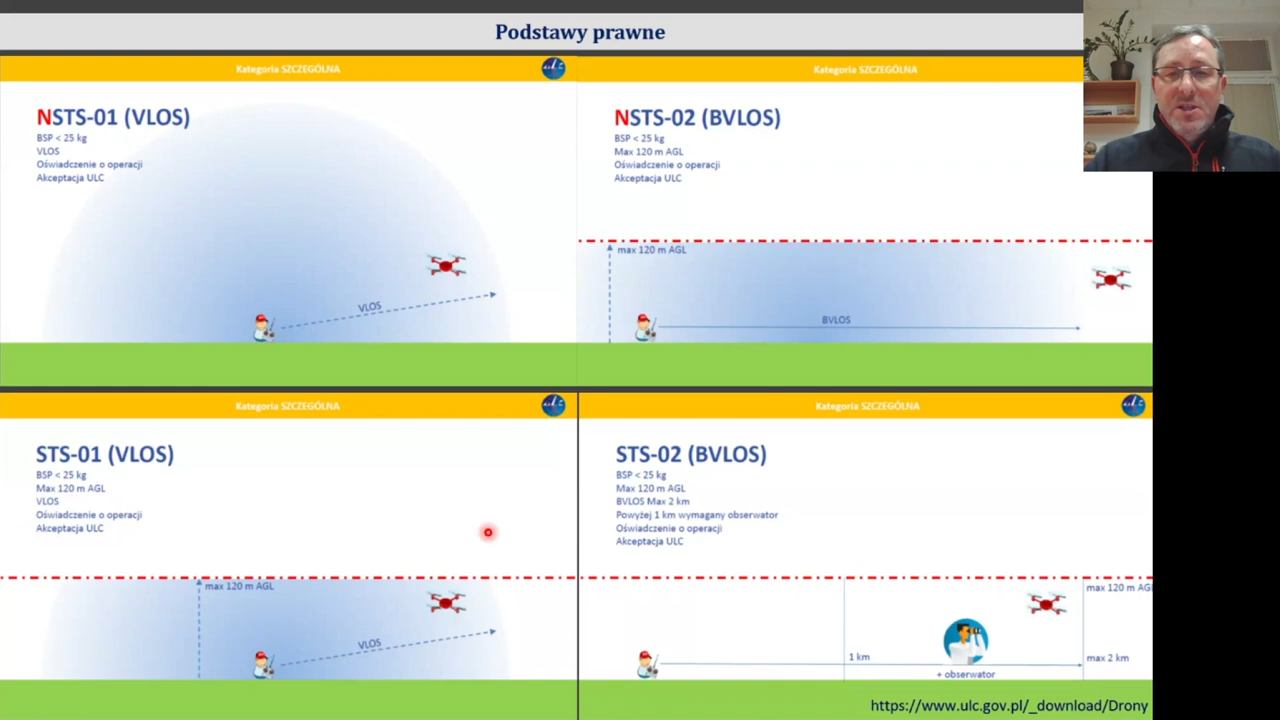 Podstawy prawne
Kategoria SZCZEGÓLNA
NSTS-01 (VLOS)
BSP < 25 kg
VLOS
Oświadczenie o operacji
Akceptacja ULC
VLOS
Kategoria SZCZEGÓLNA
NSTS-02 (BVLOS)
BSP < 25 kg
Max 120 m AGL
Oświadczenie o operacji
Akceptacja ULC
max 120 m AGL
BVLOS
Kategoria SZCZEGÓLNA
STS-01 (VLOS)
BSP < 25 kg
Max 120 m AGL
VLOS
Oświadczenie o operacji
Akceptacja ULC
max 120 m AGL
VLOS
Kategoria SZCZEGÓLNA
STS-02 (BVLOS)
BSP < 25 kg
Max 120 m AGL
BVLOS Max 2 km
Powyżej 1 km wymagany obserwator
Oświadczenie o operacji
Akceptacja ULC
max 120 m AG
1 km
max 2 km
+ obserwator
https://www.ulc.gov.pl/_download/Drony